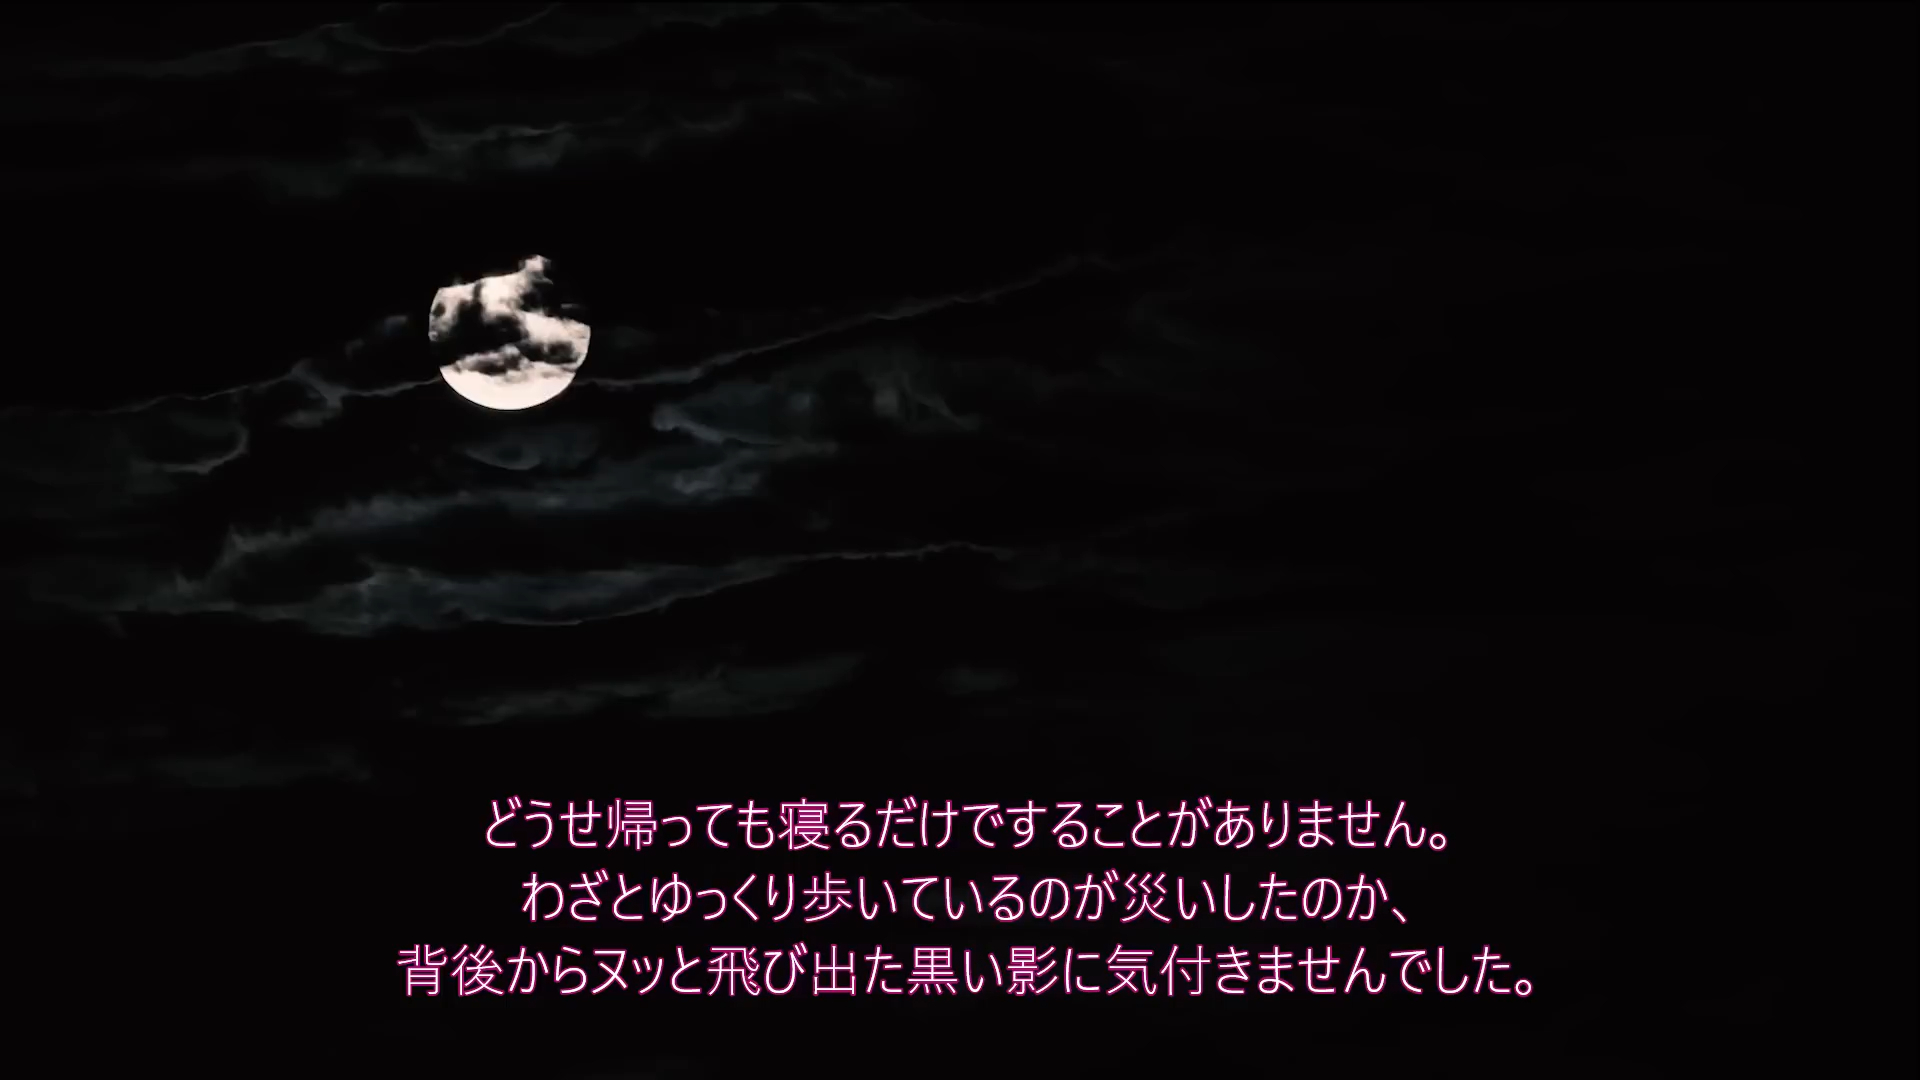 どうせ帰っても寝るだけですることがありません。
わざとゆっくり歩いているのが災いしたのか、
背後からヌッと飛び出た黒い影に気付きませんでした。